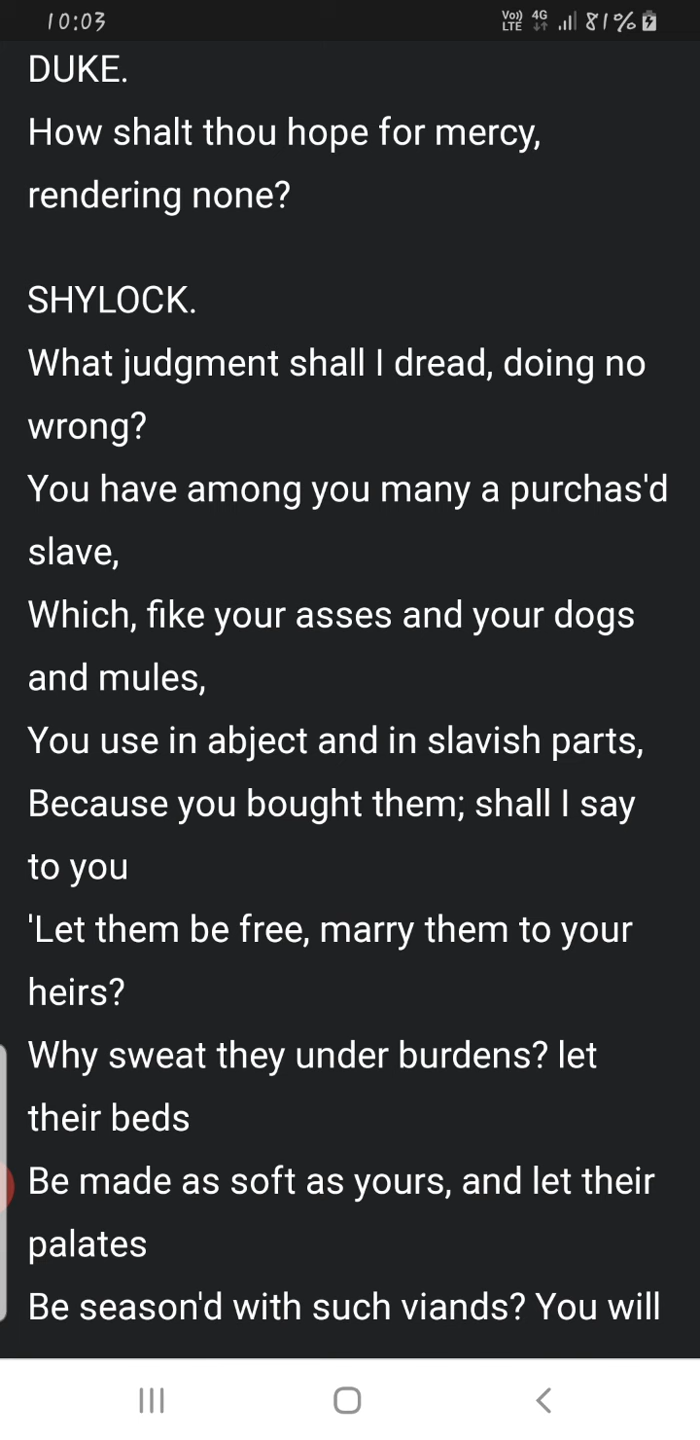 10:03
Vo)) LTE 4G 81%
DUKE.
How shalt thou hope for mercy,
rendering none?
SHYLOCK.
What judgment shall I dread, doing no
wrong?
You have among you many a purchas'd
slave,
Which, fike your asses and your dogs
and mules,
You use in abject and in slavish parts,
Because you bought them; shall I say
to you
'Let them be free, marry them to your
heirs?
Why sweat they under burdens? let
their beds
Be made as soft as yours, and let their
palates
Be season'd with such viands? You will